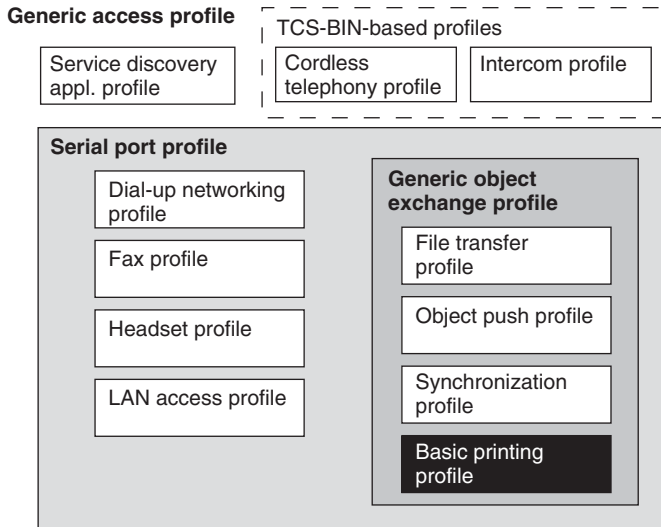 Generic access profile
TCS-BIN-based profiles
Service discovery
appl. profile
Cordless
telephony profile
Intercom profile
Serial port profile
Dial-up networking
profile
Fax profile
Headset profile
LAN access profile
Generic object
exchange profile
File transfer
profile
Object push profile
Synchronization
profile
Basic printing
profile